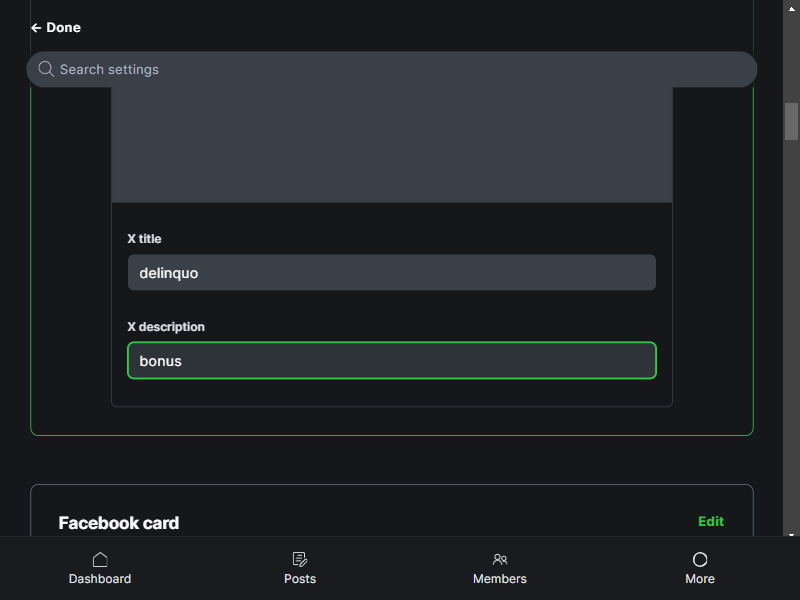 Done
Search settings
X title
delinquo
X description
bonus
Facebook card
Edit
Dashboard
Posts
Members
More